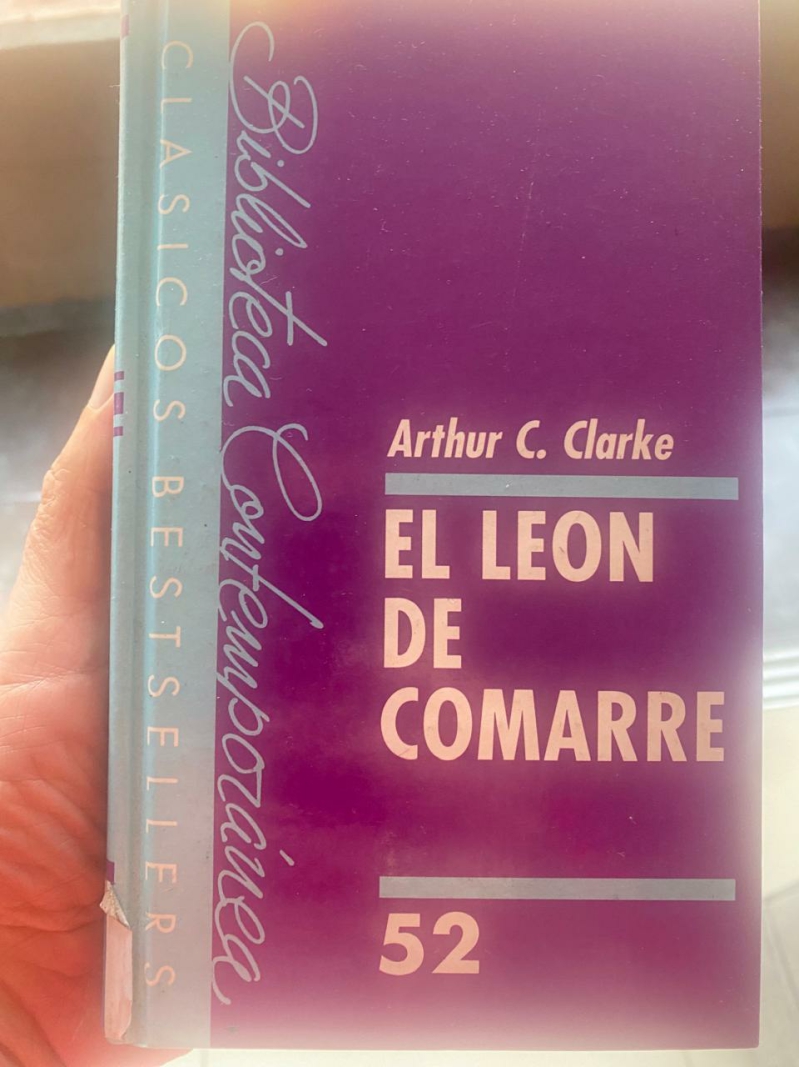 CLASICOS BESTSELLERS
Biblioteca Contemporánea
Arthur C. Clarke
EL LEON
DE
COMARRE
52